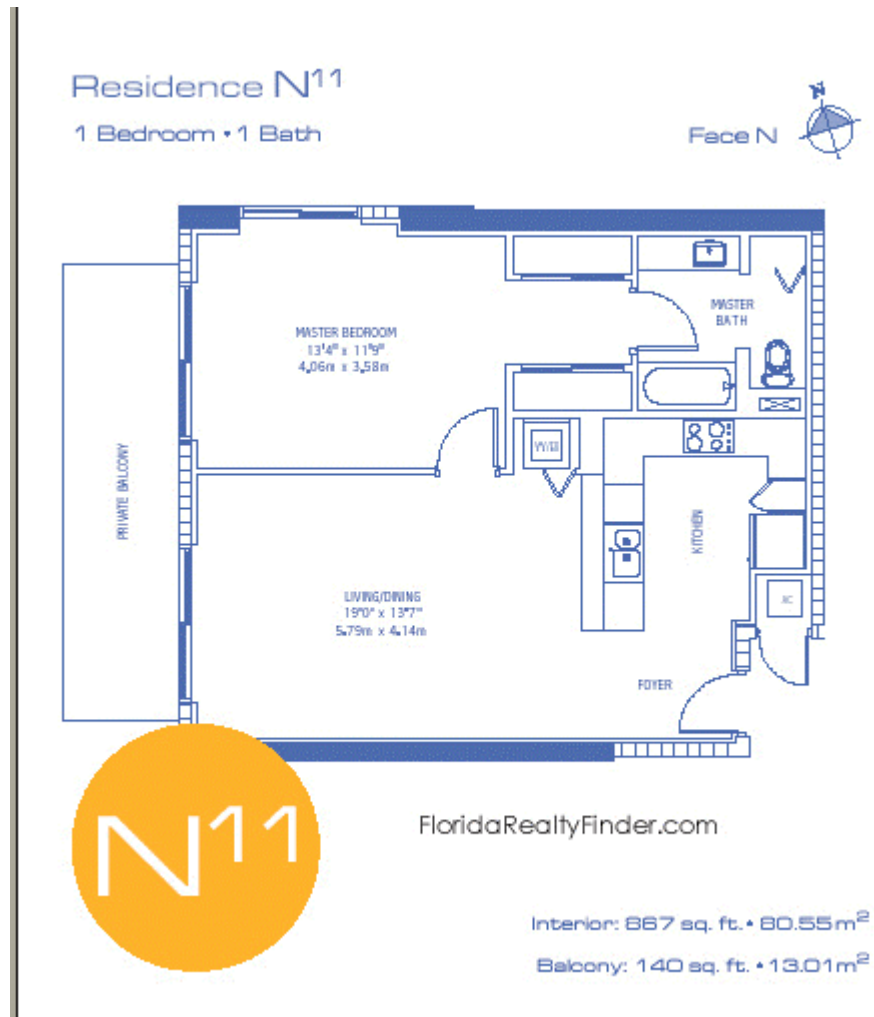 Residence N11
1 Bedroom • 1 Bath
Face N
N
MASTER BEDROOM
13'4" x 11'9"
4.06m x 3.58m
MASTER
BATH
W/D
PRIVATE BALCONY
KITCHEN
LIVING/DINING
19'0" x 13'7"
5.79m x 4.14m
AC
FOYER
N11
FloridaRealtyFinder.com
Interior: 867 sq. ft. • 80.55m2
Balcony: 140 sq. ft. • 13.01m2